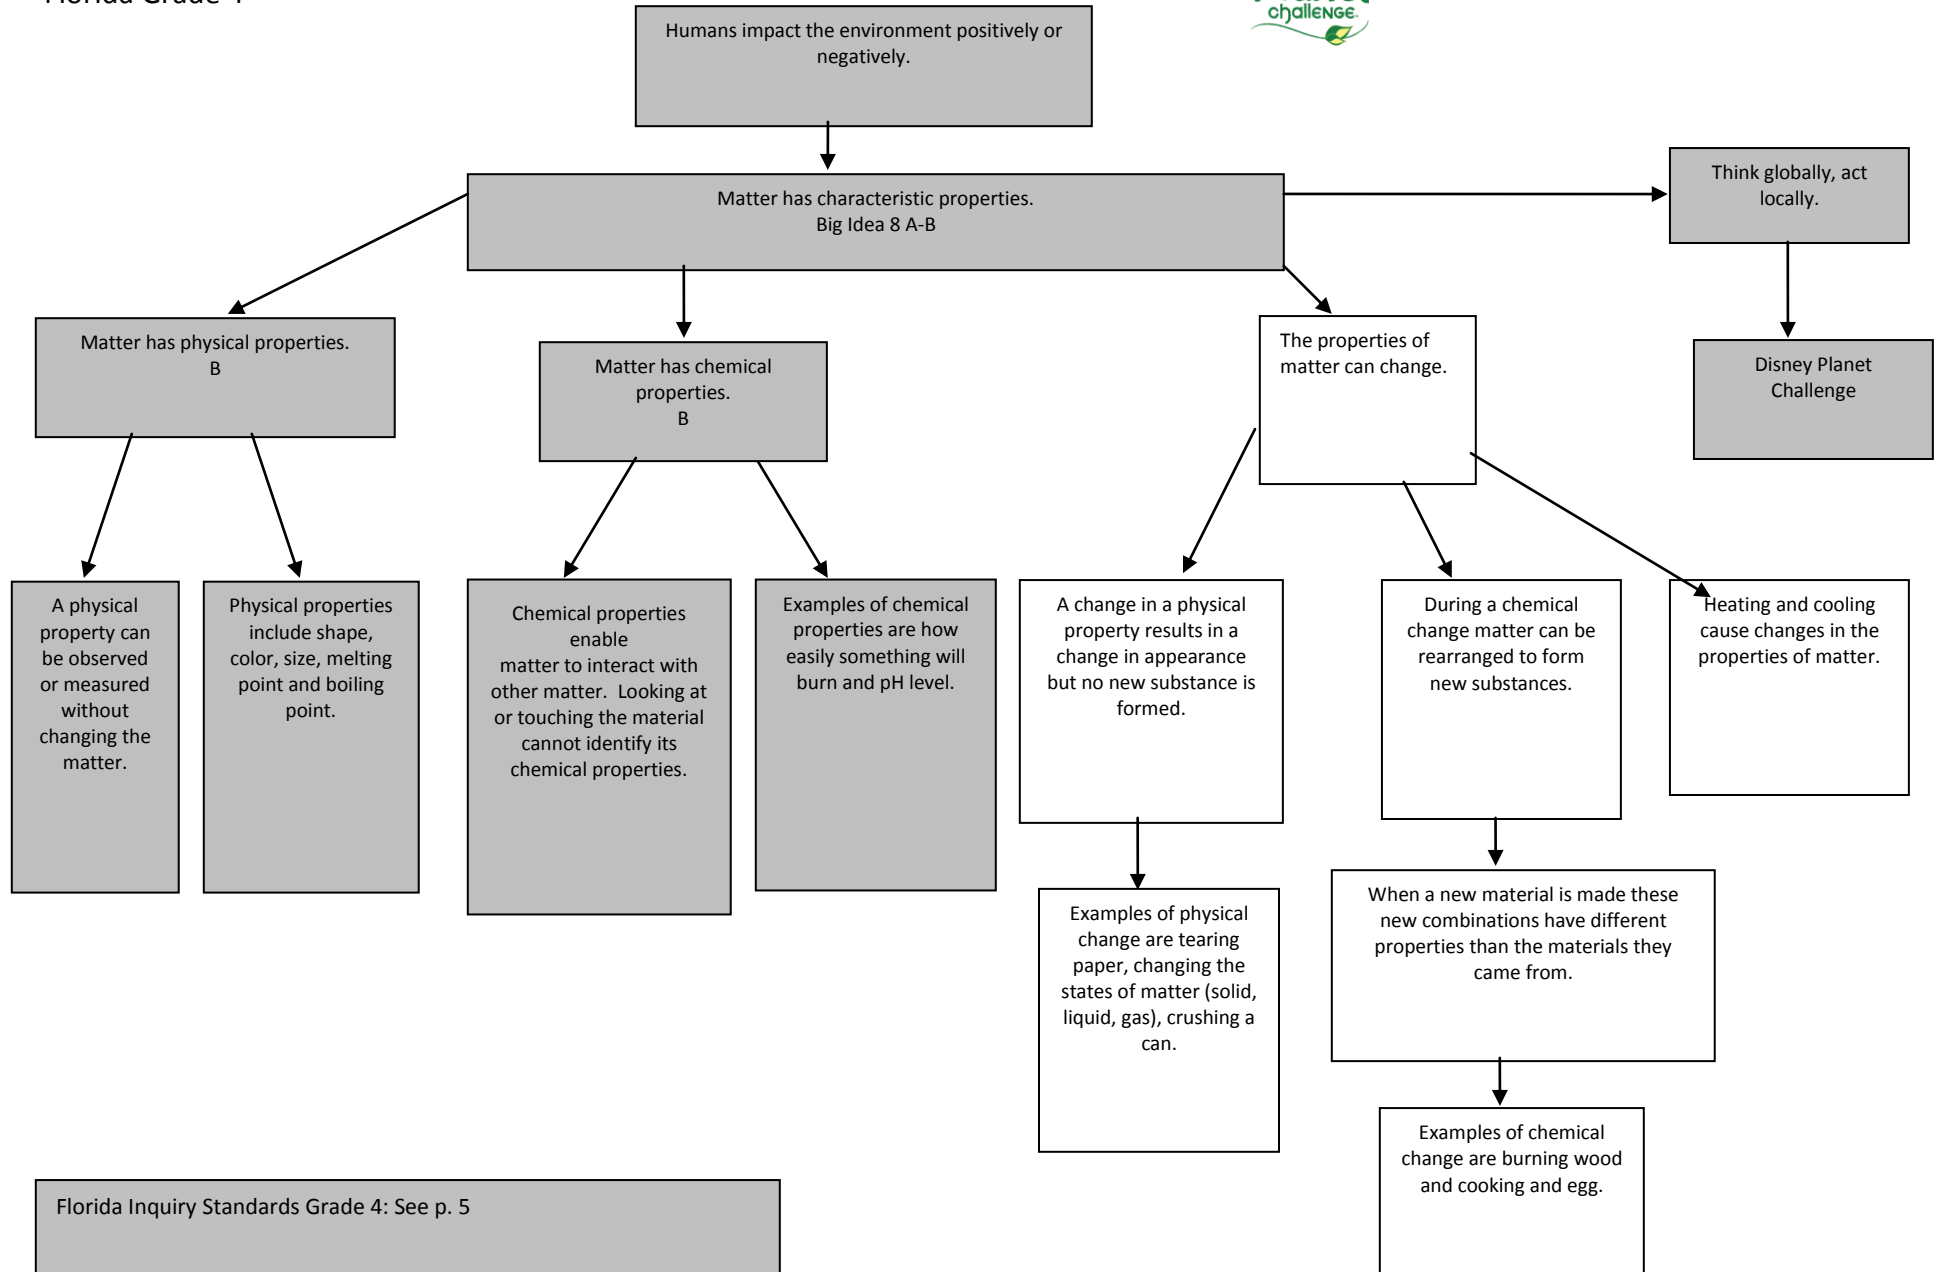 Florida Grade 4
challenge
Humans impact the environment positively or
negatively.
Matter has characteristic properties.
Big Idea 8 A-B
Think globally, act
locally.
Matter has physical properties.
B
Matter has chemical
properties.
B
The properties of
matter can change.
Disney Planet
Challenge
A physical
property can
be observed
or measured
without
changing the
matter.
Physical properties
include shape,
color, size, melting
point and boiling
point.
Chemical properties
enable
matter to interact with
other matter. Looking at
or touching the material
cannot identify its
chemical properties.
Examples of chemical
properties are how
easily something will
burn and pH level.
A change in a physical
property results in a
change in appearance
but no new substance is
formed.
During a chemical
change matter can be
rearranged to form
new substances.
Heating and cooling
cause changes in the
properties of matter.
Examples of physical
change are tearing
paper, changing the
states of matter (solid,
liquid, gas), crushing a
can.
When a new material is made these
new combinations have different
properties than the materials they
came from.
Examples of chemical
change are burning wood
and cooking and egg.
Florida Inquiry Standards Grade 4: See p. 5